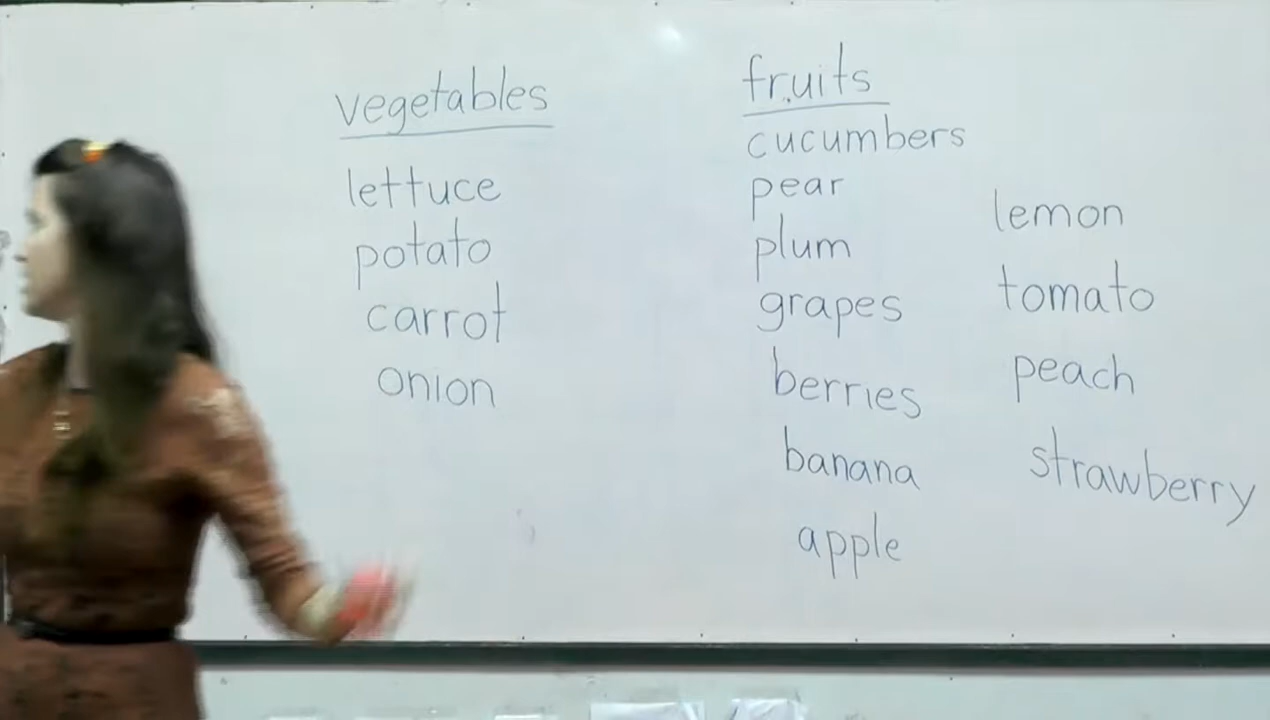 vegetables
lettuce
potato
carrot
onion
fruits
cucumbers
pear
plum
grapes
berries
banana
apple
lemon
tomato
peach
strawberry